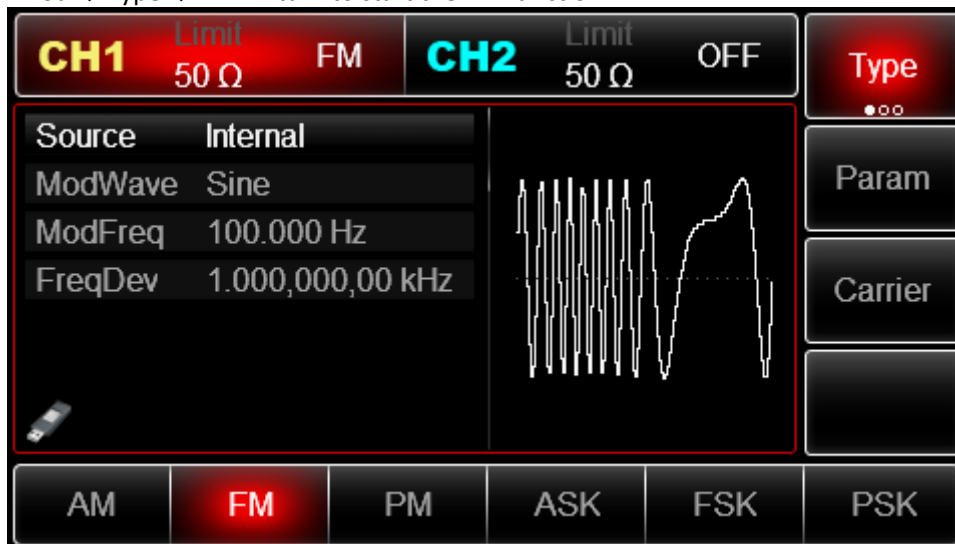 CH1 Limit 50 Ω FM CH2 Limit 50 Ω OFF Type
Source Internal
ModWave Sine
ModFreq 100.000 Hz
FreqDev 1.000,000,00 kHz
Param
Carrier
AM FM PM ASK FSK PSK